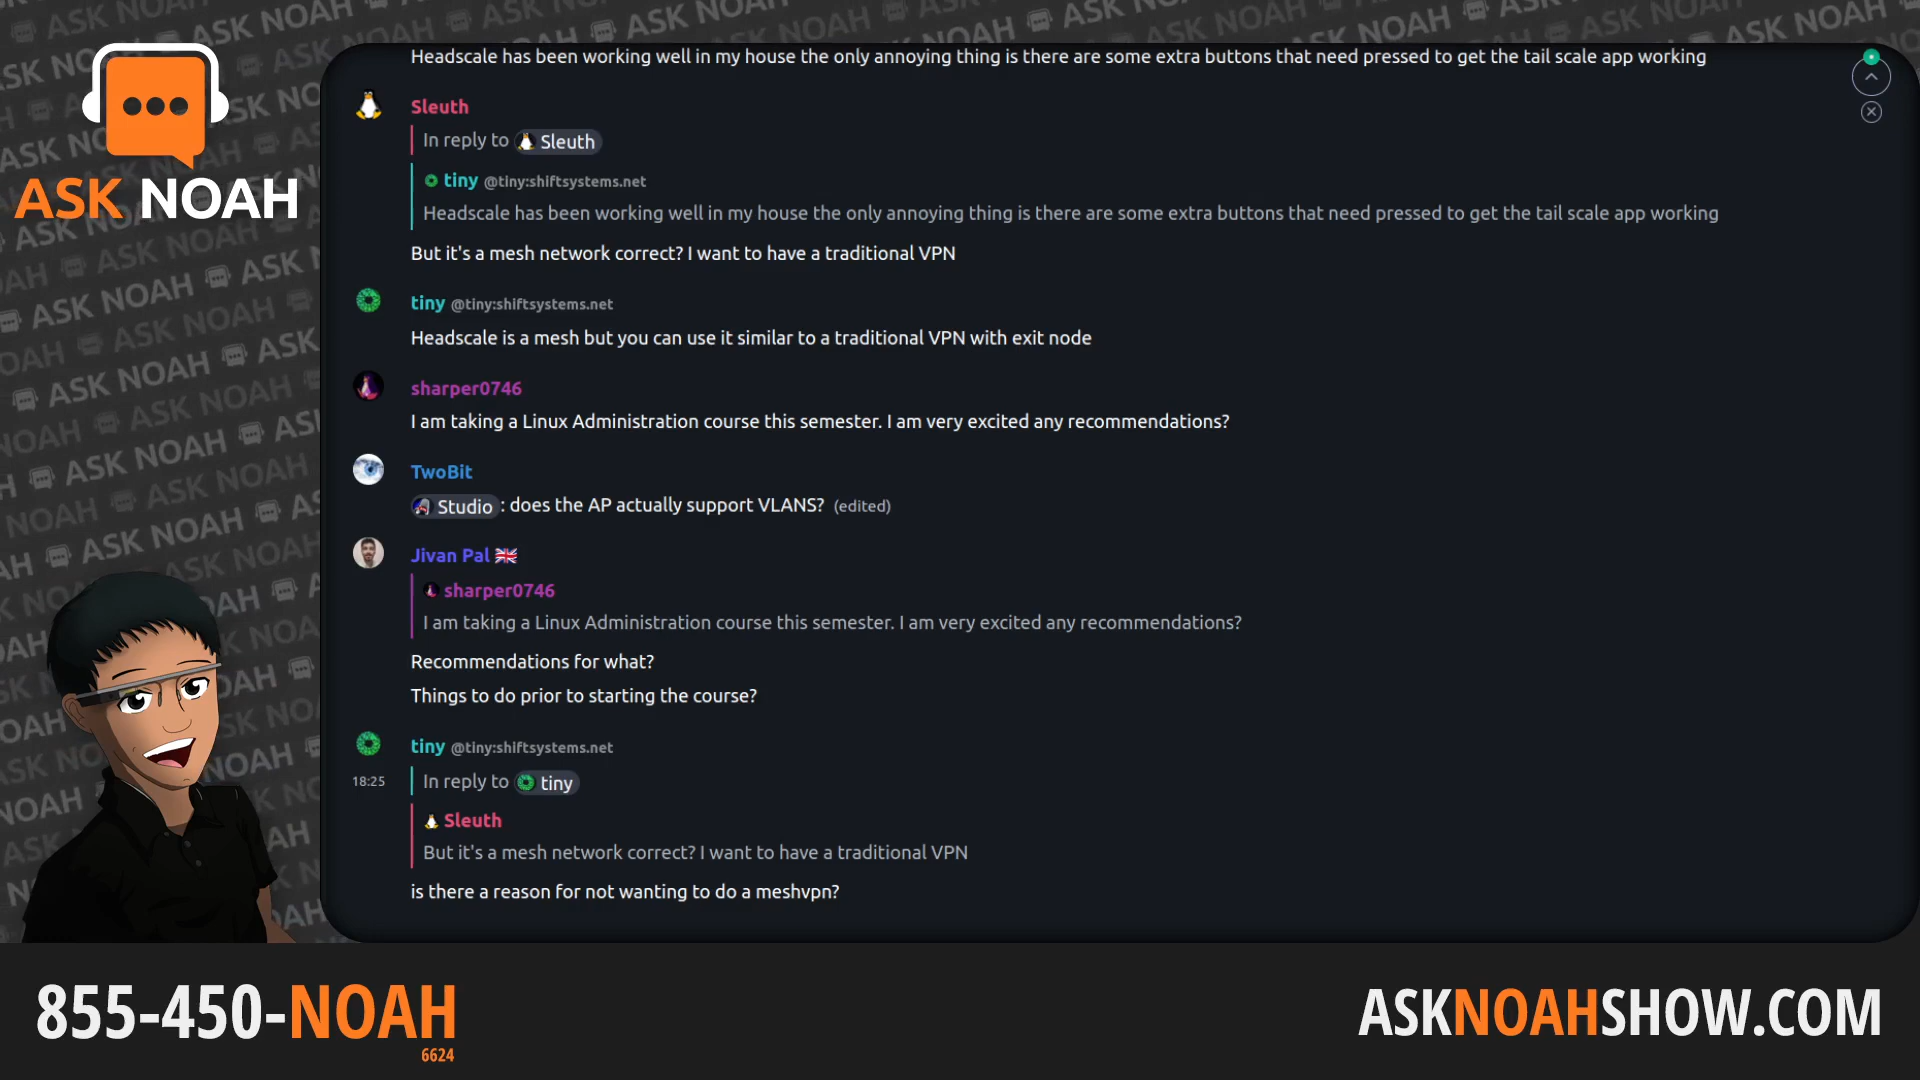 ASK NOAH
Headscale has been working well in my house the only annoying thing is there are some extra buttons that need pressed to get the tail scale app working
Sleuth
In reply to Sleuth
tiny @tiny:shiftsystems.net
Headscale has been working well in my house the only annoying thing is there are some extra buttons that need pressed to get the tail scale app working
But it's a mesh network correct? I want to have a traditional VPN
tiny @tiny:shiftsystems.net
Headscale is a mesh but you can use it similar to a traditional VPN with exit node
sharper0746
I am taking a Linux Administration course this semester. I am very excited any recommendations?
TwoBit
Studio : does the AP actually support VLANS? (edited)
Jivan Pal 🇬🇧
sharper0746
I am taking a Linux Administration course this semester. I am very excited any recommendations?
Recommendations for what?
Things to do prior to starting the course?
tiny @tiny:shiftsystems.net
18:25 In reply to tiny
Sleuth
But it's a mesh network correct? I want to have a traditional VPN
is there a reason for not wanting to do a meshvpn?
855-450-NOAH
6624
ASKNOAHSHOW.COM